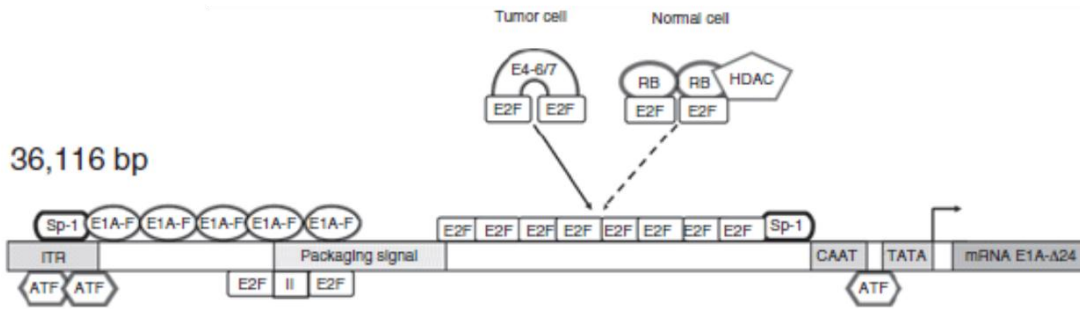 Tumor cell Normal cell
E4-6/7 RB RB HDAC
E2F E2F E2F E2F
36,116 bp
Sp-1 E1A-F E1A-F E1A-F E1A-F E1A-F E2F E2F E2F E2F E2F E2F E2F E2F Sp-1
ITR Packaging signal CAAT TATA mRNA E1A-Δ24
ATF ATF E2F II E2F ATF